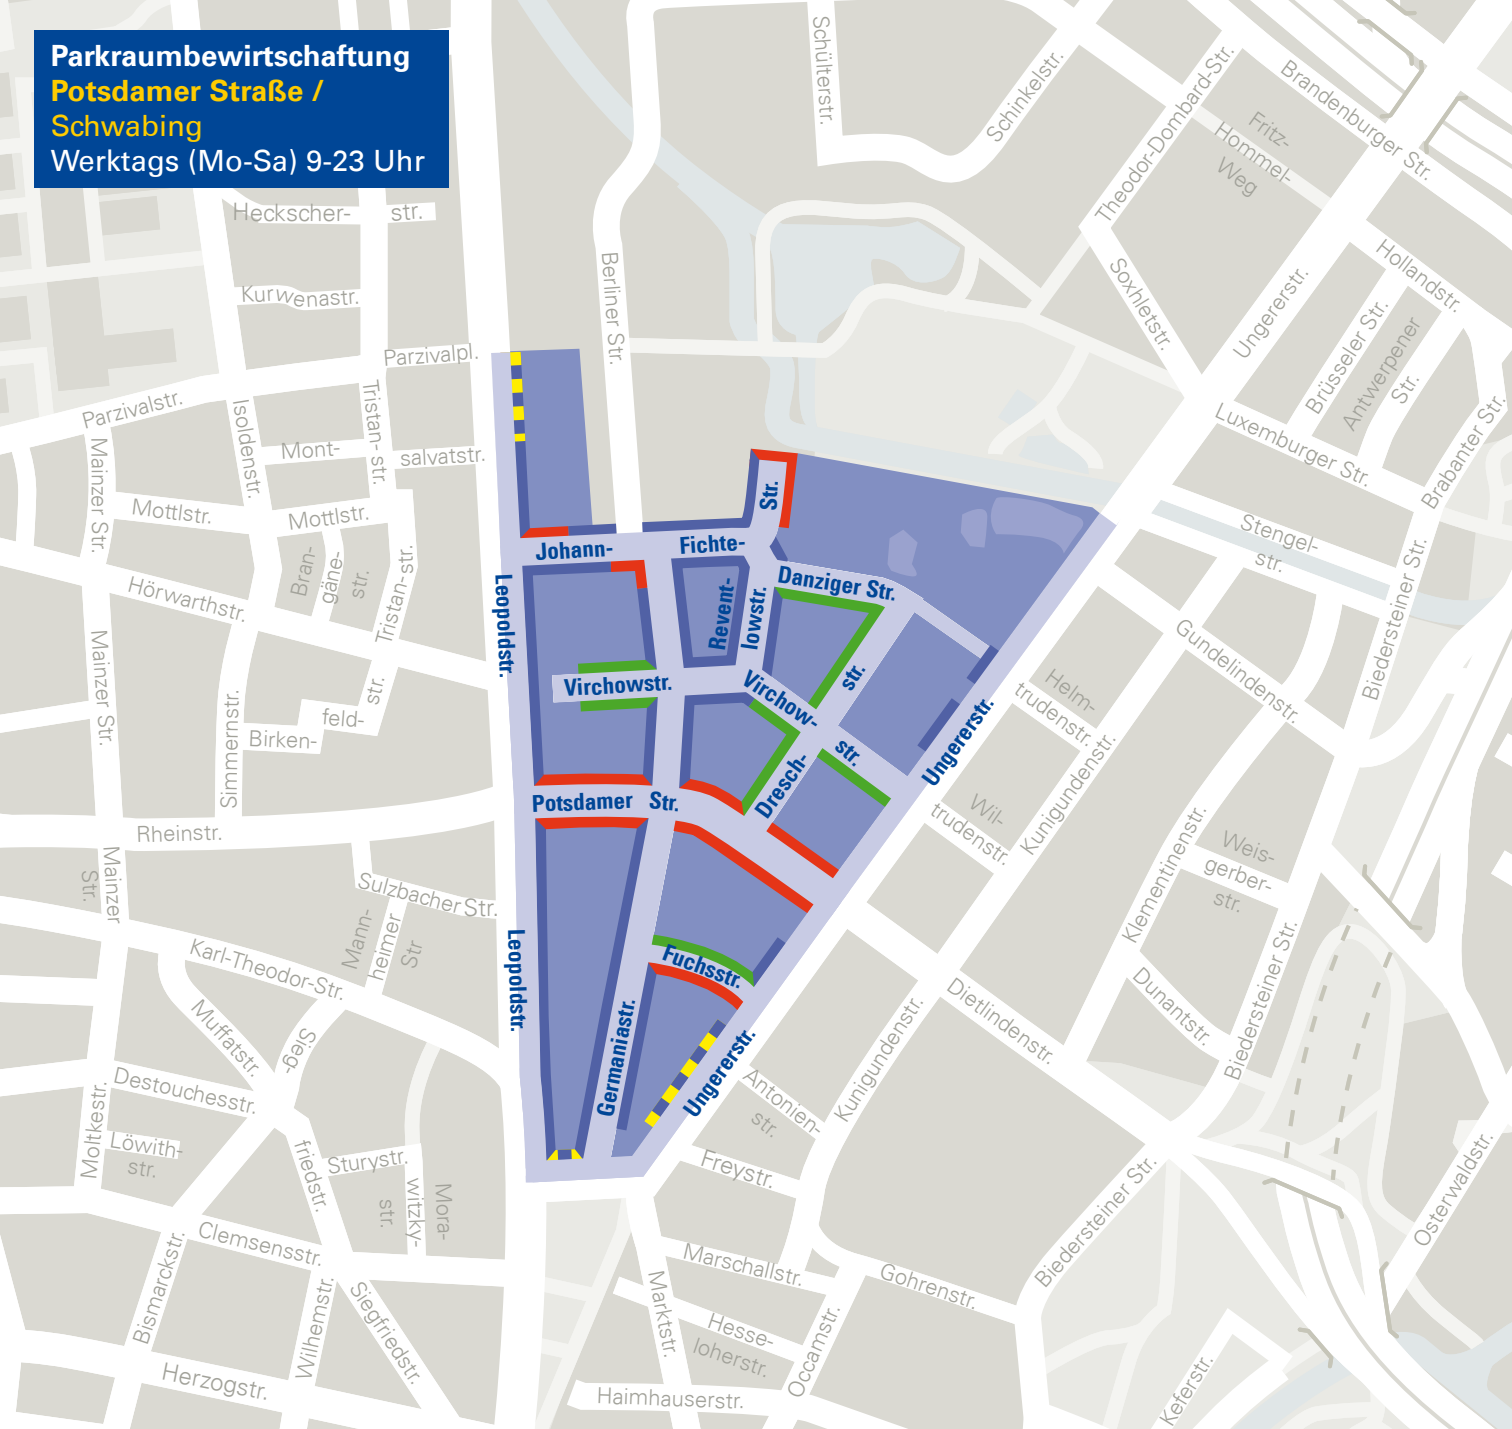 Parkraumbewirtschaftung
Potsdamer Straße /
Schwabing
Werktags (Mo-Sa) 9-23 Uhr
Schülterstr.
Schinkelstr.
Theodor-Dombard-Str.
Brandenburger Str.
Fritz-
Hommel-
Weg
Heckscher-
str.
Kurwenastr.
Parzivalpl.
Parzivalstr.
Berliner Str.
Soxhletstr.
Ungererstr.
Hollandstr.
Brüsseler Str.
Antwerpener
Str.
Luxemburger Str.
Brabanter Str.
Isoldenstr.
Tristan-
str.
Mont-
salvatstr.
Mainzer Str.
Mottlstr.
Mottlstr.
Bran-
gäne-
str.
Tristan-
str.
Hörwarthstr.
Stengel-
str.
Biedersteiner Str.
Str.
Johann-
Fichte-
Danziger Str.
Revent-
lowstr.
Leopoldstr.
Virchowstr.
Virchow-
str.
str.
Dresch-
Ungererstr.
Potsdamer
Str.
Mainzer Str.
Simmernstr.
Birken-
feld-
str.
Rheinstr.
Gundelindenstr.
Helm-
trudenstr.
Kunigundenstr.
Wil-
trudenstr.
Klementinenstr.
Weis-
gerber-
str.
Mainzer
Str.
Sulzbacher Str.
Mann-
heimer
Str
Karl-Theodor-Str.
Leopoldstr.
Fuchsstr.
Germaniastr.
Ungererstr.
Biedersteiner Str.
Dunantstr.
Dietlindenstr.
Kunigundenstr.
Muffatstr.
Sieg-
friedstr.
Destouchesstr.
Moltkestr.
Löwith-
str.
Sturystr.
Mora-
witzky-
str.
Antonien-
str.
Freystr.
Biedersteiner Str.
Osterwaldstr.
Clemsensstr.
Bismarckstr.
Wilhemstr.
Siegfriedstr.
Herzogstr.
Marschallstr.
Marktstr.
Hesse-
loherstr.
Occamstr.
Gohrenstr.
Haimhauserstr.
Keferstr.